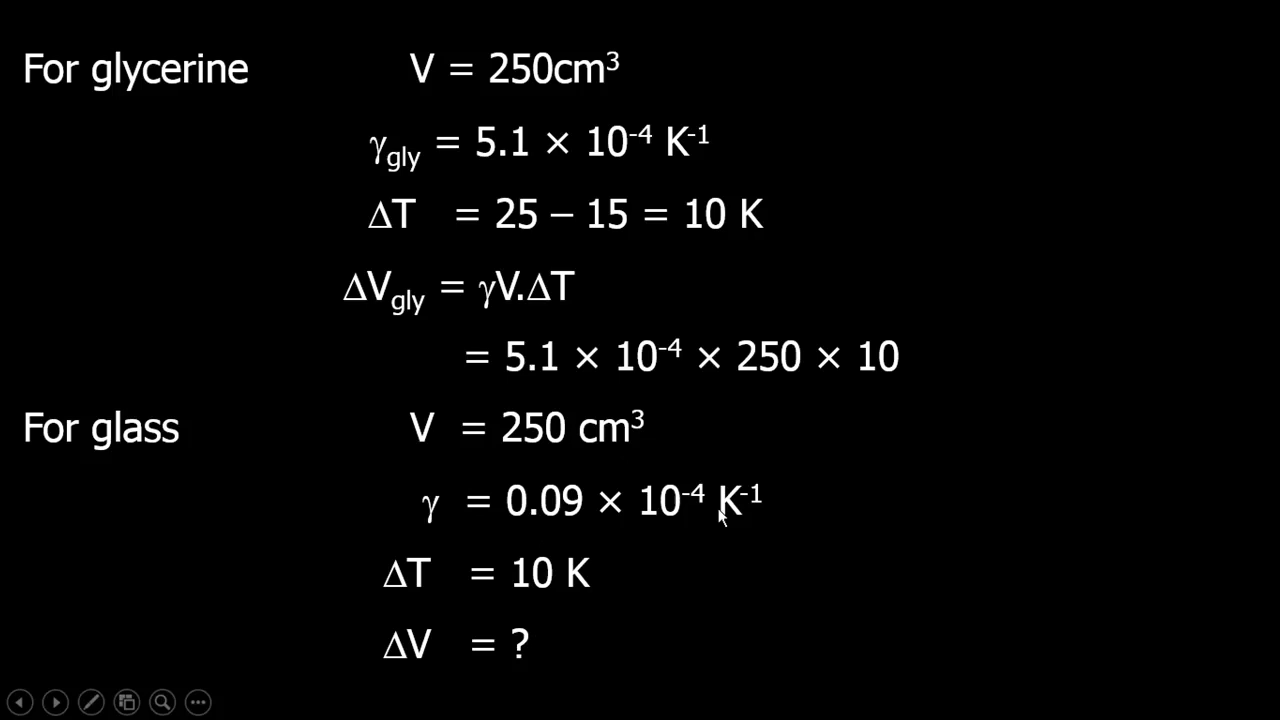 For glycerine V = 250cm³
γgly = 5.1 × 10⁻⁴ K⁻¹
ΔT = 25 – 15 = 10 K
ΔVgly = γV.ΔT
= 5.1 × 10⁻⁴ × 250 × 10
For glass V = 250 cm³
γ = 0.09 × 10⁻⁴ K⁻¹
ΔT = 10 K
ΔV = ?